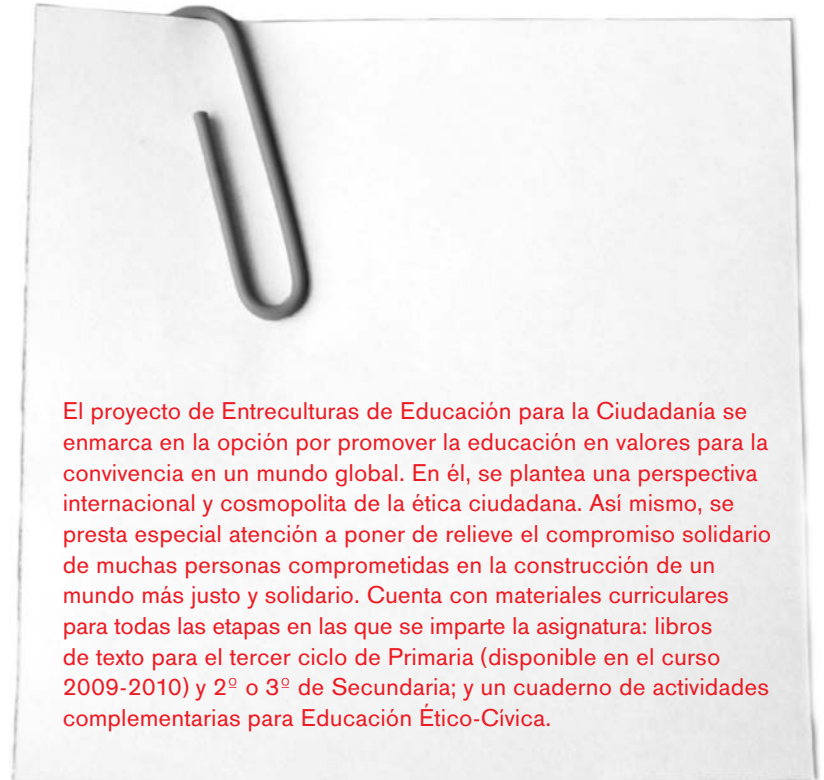 El proyecto de Entreculturas de Educación para la Ciudadanía se
enmarca en la opción por promover la educación en valores para la
convivencia en un mundo global. En él, se plantea una perspectiva
internacional y cosmopolita de la ética ciudadana. Así mismo, se
presta especial atención a poner de relieve el compromiso solidario
de muchas personas comprometidas en la construcción de un
mundo más justo y solidario. Cuenta con materiales curriculares
para todas las etapas en las que se imparte la asignatura: libros
de texto para el tercer ciclo de Primaria (disponible en el curso
2009-2010) y 2º o 3º de Secundaria; y un cuaderno de actividades
complementarias para Educación Ético-Cívica.